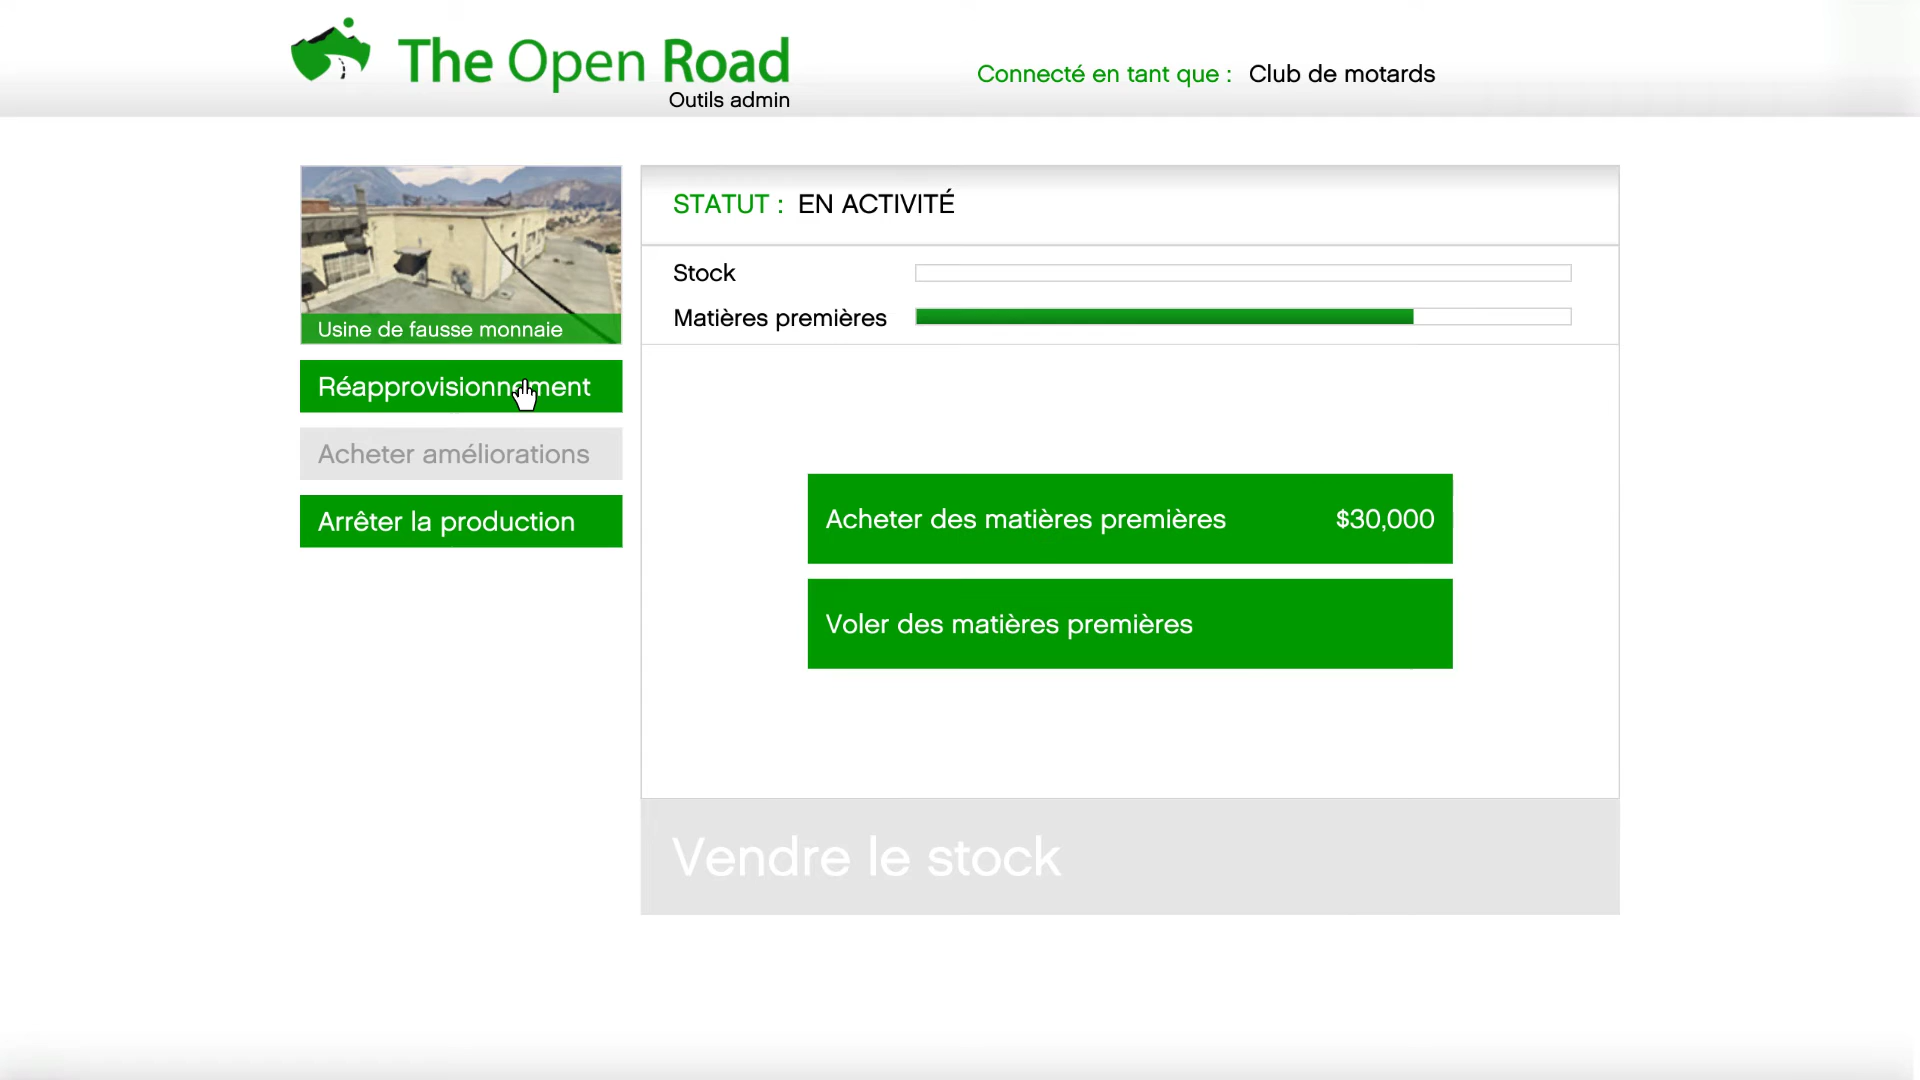 The Open Road
Outils admin
Connecté en tant que : Club de motards
Usine de fausse monnaie
Réapprovisionnement
Acheter améliorations
Arrêter la production
STATUT : EN ACTIVITÉ
Stock
Matières premières
Acheter des matières premières $30,000
Voler des matières premières
Vendre le stock